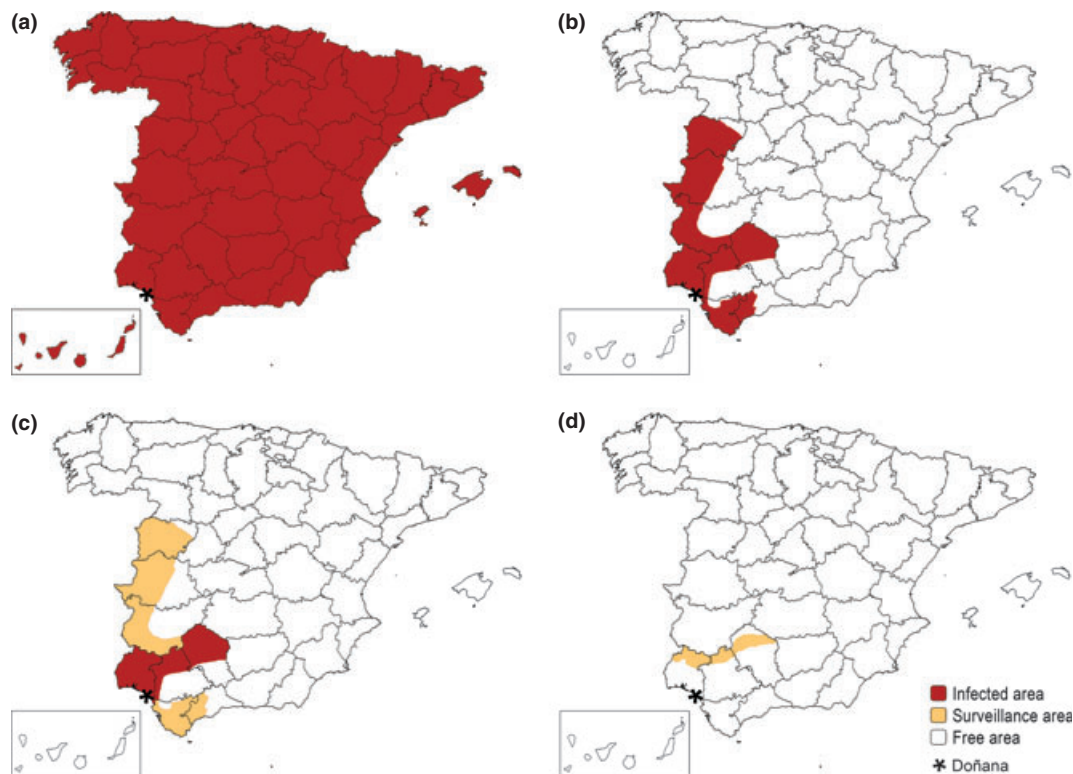 (a)
(b)
(c)
(d)
Infected area
Surveillance area
Free area
* Doñana